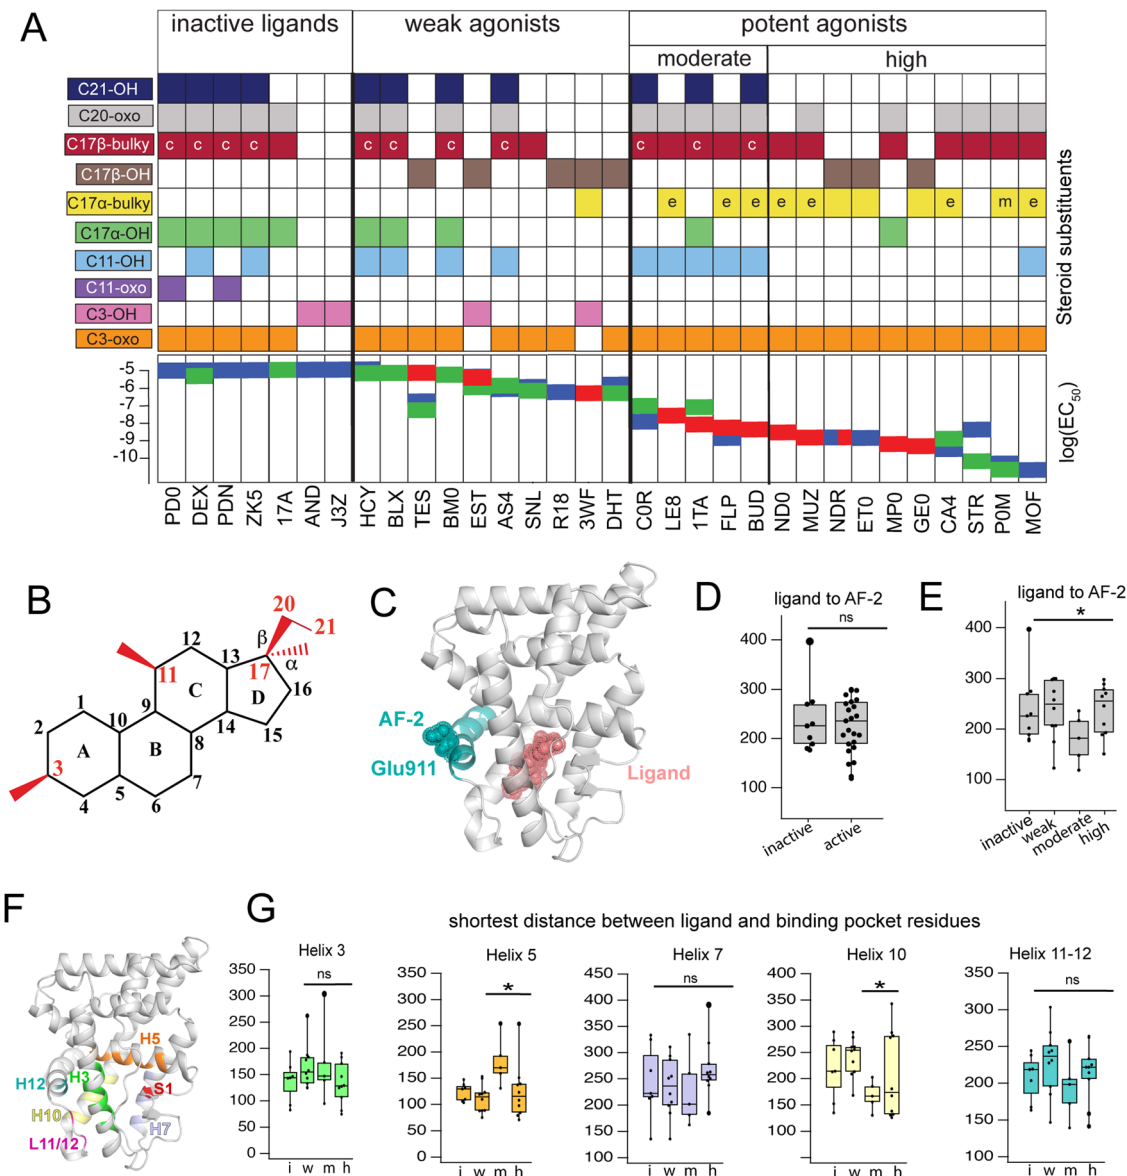 A
inactive ligands weak agonists potent agonists
moderate high
C21-OH
C20-oxo
C17β-bulky c c c c c c c c c c c
C17β-OH
C17α-bulky e e e e e e m e
C17α-OH
C11-OH
C11-oxo
C3-OH
C3-oxo
Steroid substituents
-5
-6
-7
-8
-9
-10
log(EC50)
PD0 DEX PDN ZK5 17A AND J3Z HCY BLX TES BM0 EST AS4 SNL R18 3WF DHT C0R LE8 1TA FLP BUD ND0 MUZ NDR ET0 MP0 GE0 CA4 STR P0M MOF
B
20
21
β
α
12
13
17
11
16
C
D
1
9
14
15
2
10
8
A
B
3
7
4
5
6
C
AF-2
Glu911
Ligand
D
ligand to AF-2
ns
400
300
200
100
inactive active
E
ligand to AF-2
*
400
300
200
100
inactive weak moderate high
F
H5
H12
H3
S1
H10
H7
L11/12
G
shortest distance between ligand and binding pocket residues
Helix 3
ns
350
300
250
200
150
100
50
0
i w m h
Helix 5
*
350
300
250
200
150
100
50
0
i w m h
Helix 7
ns
450
400
350
300
250
200
150
100
i w m h
Helix 10
*
400
350
300
250
200
150
100
50
i w m h
Helix 11-12
ns
350
300
250
200
150
100
i w m h